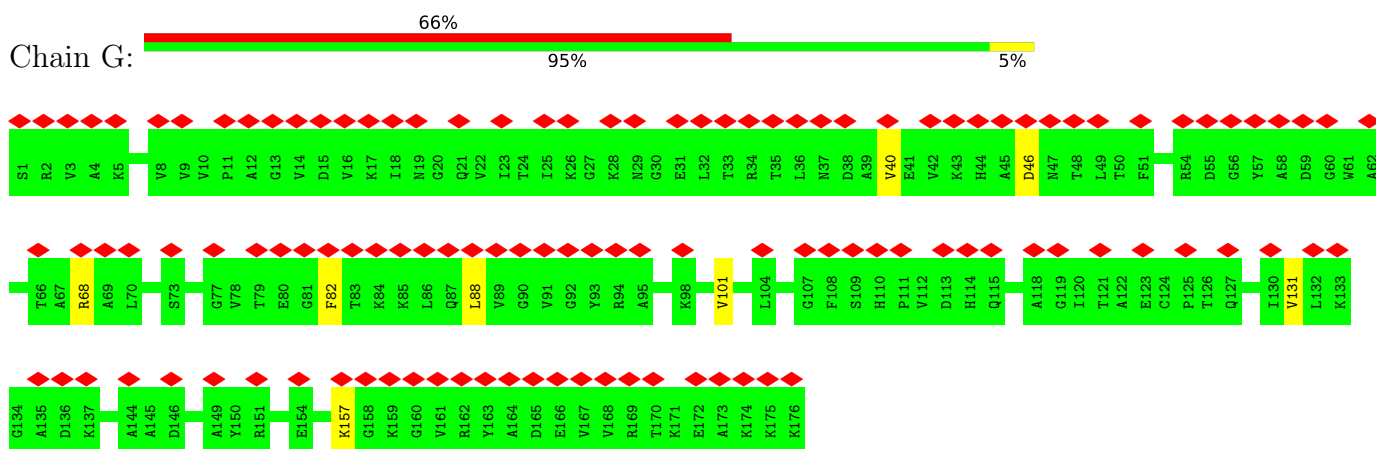 66%
Chain G:
95% 5%
S1 R2 V3 A4 K5 V8 V9 V10 P11 A12 G13 V14 D15 V16 K17 I18 N19 G20 Q21 V22 I23 T24 I25 K26 G27 K28 N29 G30 E31 L32 T33 R34 T35 L36 N37 D38 A39 V40 E41 V42 K43 H44 A45 D46 N47 T48 L49 T50 F51 R54 D55 G56 Y57 A58 D59 G60 W61 A62
T66 A67 R68 A69 L70 S73 G77 V78 T79 E80 G81 F82 T83 K84 K85 L86 Q87 L88 V89 G90 V91 G92 Y93 R94 A95 K98 V101 L104 G107 F108 S109 H110 P111 V112 D113 H114 Q115 A118 G119 I120 T121 A122 E123 C124 P125 T126 Q127 I130 V131 L132 K133
G134 A135 D136 K137 A144 A145 D146 A149 Y150 R151 E154 K157 G158 K159 G160 V161 R162 Y163 A164 D165 E166 V167 V168 R169 T170 K171 E172 A173 K174 K175 K176